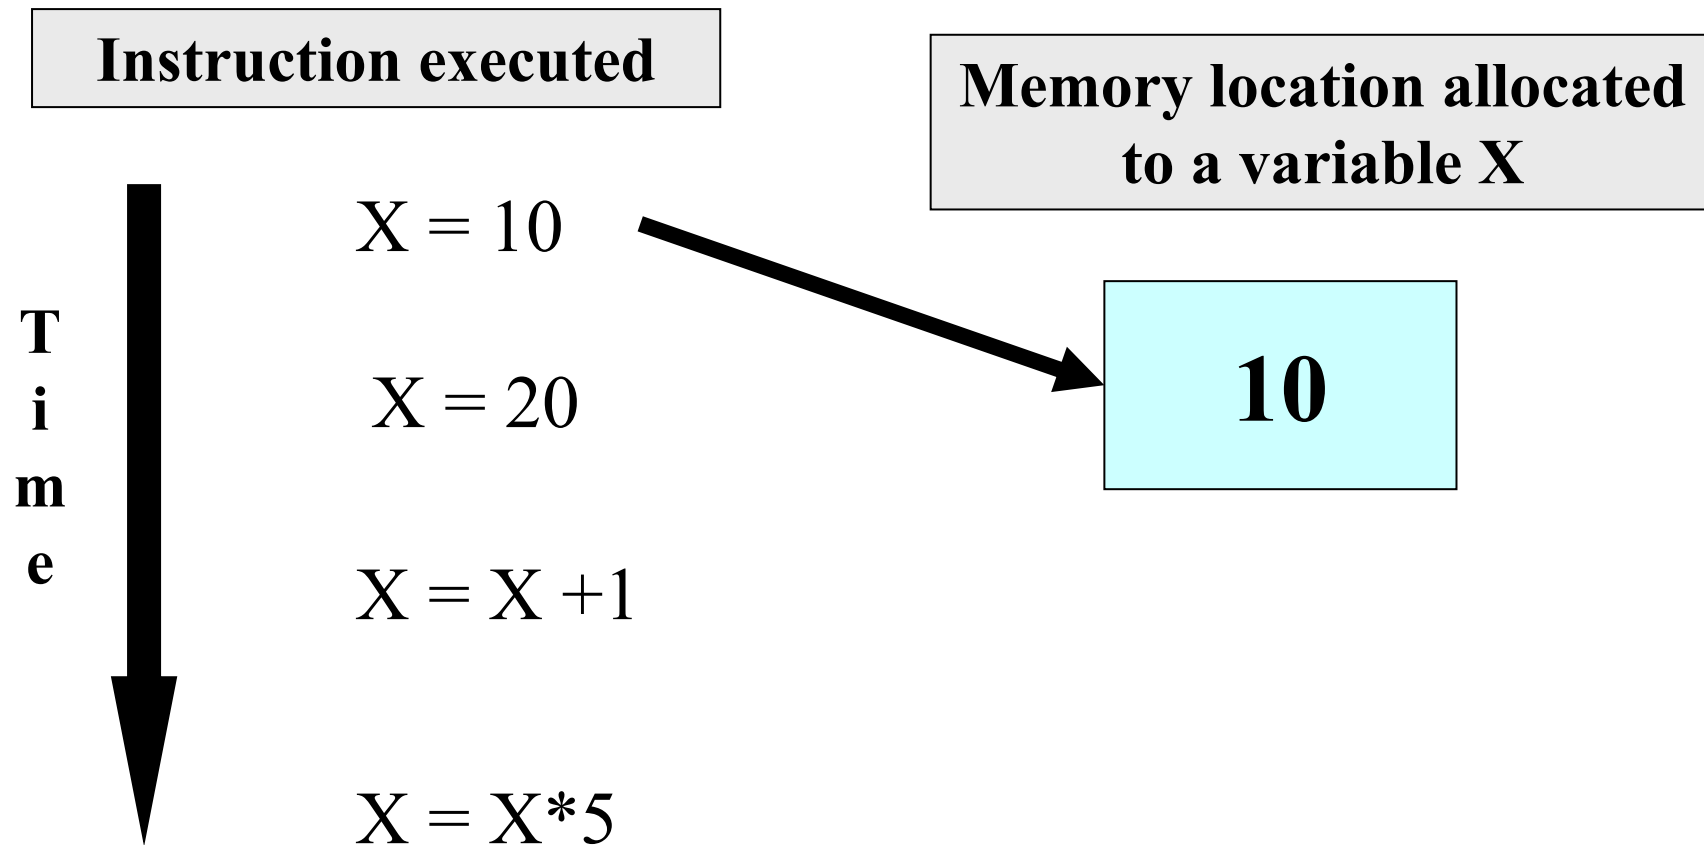 Instruction executed
Memory location allocated
to a variable X
T
i
m
e
X = 10
X = 20
X = X +1
X = X*5
10